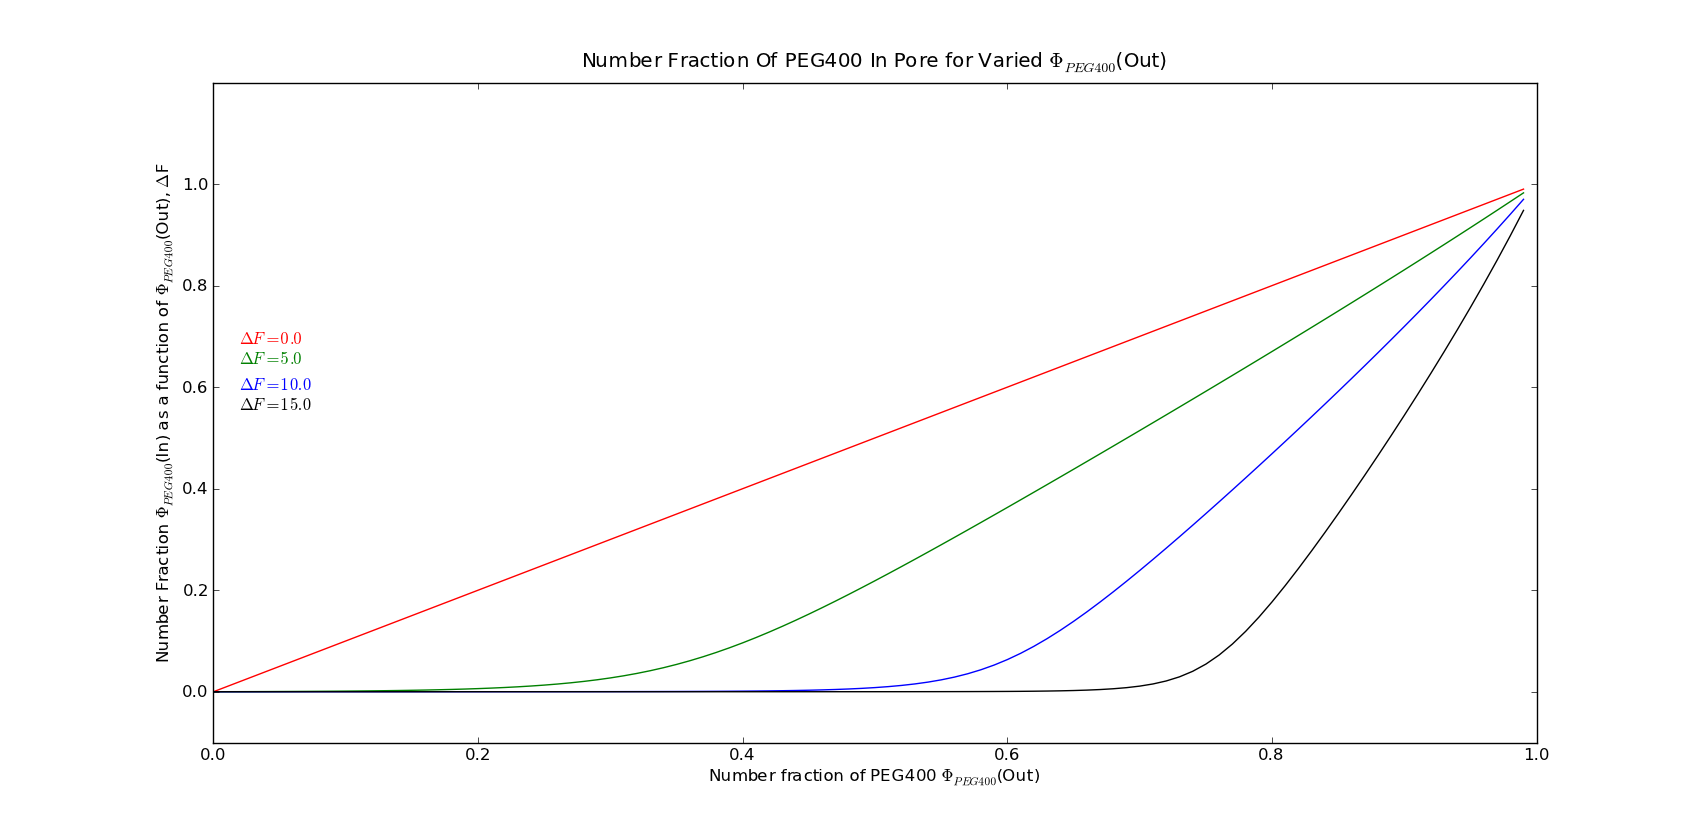 Number Fraction Of PEG400 In Pore for Varied Φ_PEG400(Out)
Number Fraction Φ_PEG400(In) as a function of Φ_PEG400(Out), ΔF
1.0
0.8
0.6
0.4
0.2
0.0
ΔF=0.0
ΔF=5.0
ΔF=10.0
ΔF=15.0
0.0 0.2 0.4 0.6 0.8 1.0
Number fraction of PEG400 Φ_PEG400(Out)